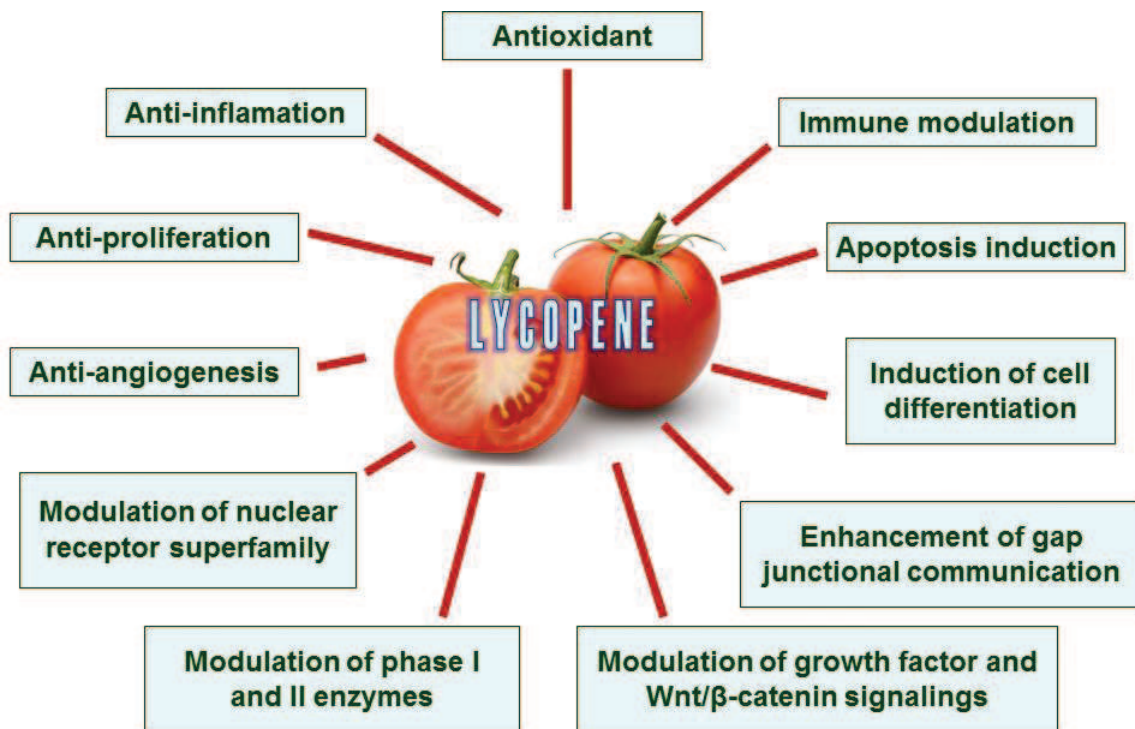 Antioxidant
Anti-inflamation
Immune modulation
Anti-proliferation
Apoptosis induction
LYCOPENE
Anti-angiogenesis
Induction of cell
differentiation
Modulation of nuclear
receptor superfamily
Enhancement of gap
junctional communication
Modulation of phase I
and II enzymes
Modulation of growth factor and
Wnt/β-catenin signalings